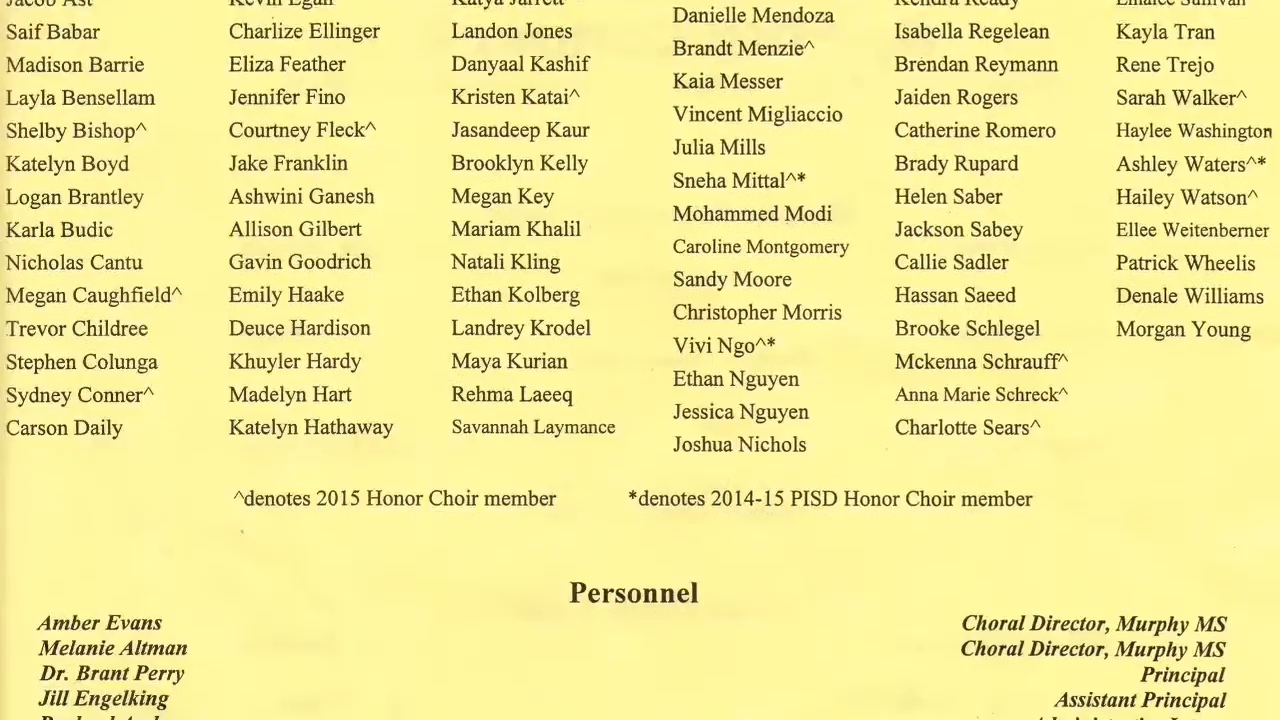 Jacob Ast
Saif Babar
Madison Barrie
Layla Bensellam
Shelby Bishop^
Katelyn Boyd
Logan Brantley
Karla Budic
Nicholas Cantu
Megan Caughfield^
Trevor Childree
Stephen Colunga
Sydney Conner^
Carson Daily
Kevin Egan
Charlize Ellinger
Eliza Feather
Jennifer Fino
Courtney Fleck^
Jake Franklin
Ashwini Ganesh
Allison Gilbert
Gavin Goodrich
Emily Haake
Deuce Hardison
Khuyler Hardy
Madelyn Hart
Katelyn Hathaway
Katya Jarrett
Landon Jones
Danyaal Kashif
Kristen Katai^
Jasandeep Kaur
Brooklyn Kelly
Megan Key
Mariam Khalil
Natali Kling
Ethan Kolberg
Landrey Krodel
Maya Kurian
Rehma Laeeq
Savannah Laymance
Danielle Mendoza
Brandt Menzie^
Kaia Messer
Vincent Migliaccio
Julia Mills
Sneha Mittal^*
Mohammed Modi
Caroline Montgomery
Sandy Moore
Christopher Morris
Vivi Ngo^*
Ethan Nguyen
Jessica Nguyen
Joshua Nichols
Kendra Ready
Isabella Regelean
Brendan Reymann
Jaiden Rogers
Catherine Romero
Brady Rupard
Helen Saber
Jackson Sabey
Callie Sadler
Hassan Saeed
Brooke Schlegel
Mckenna Schrauff^
Anna Marie Schreck^
Charlotte Sears^
Sullivan
Kayla Tran
Rene Trejo
Sarah Walker^
Haylee Washington
Ashley Waters^*
Hailey Watson^
Ellee Weitenberner
Patrick Wheelis
Denale Williams
Morgan Young
^denotes 2015 Honor Choir member
*denotes 2014-15 PISD Honor Choir member
Personnel
Amber Evans Choral Director, Murphy MS
Melanie Altman Choral Director, Murphy MS
Dr. Brant Perry Principal
Jill Engelking Assistant Principal